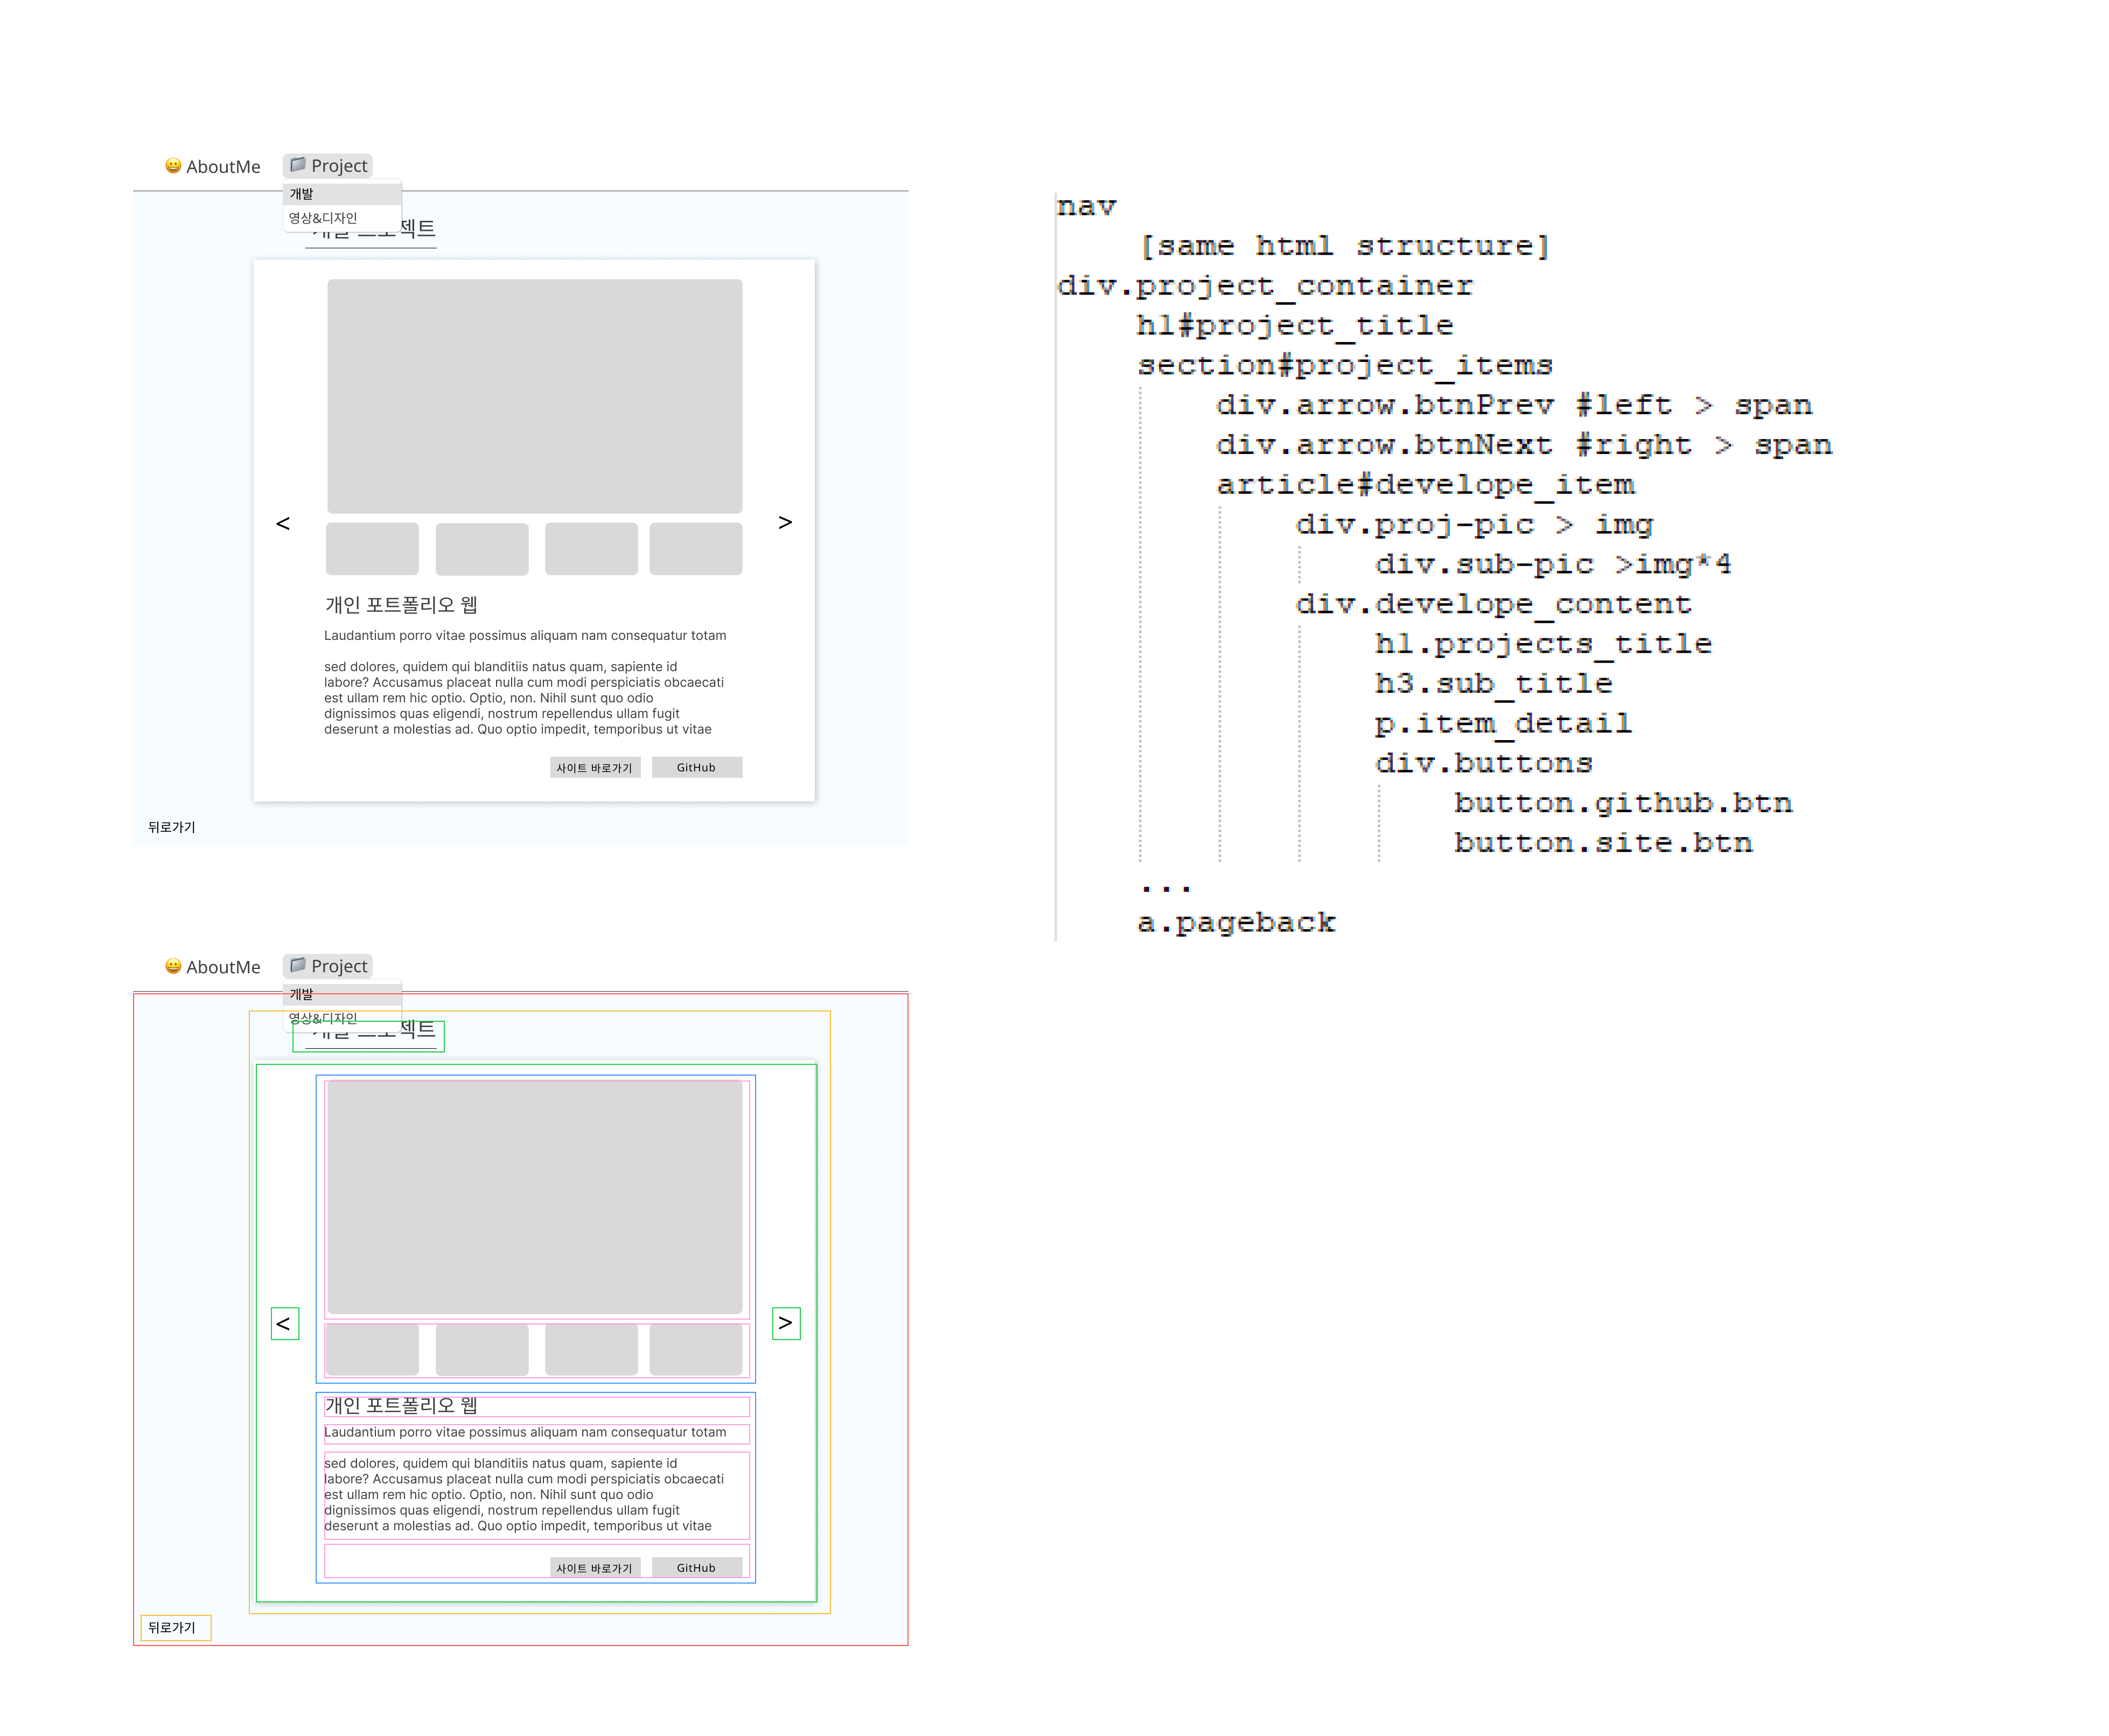 😀 AboutMe
📁 Project
개발
영상&디자인
개발 프로젝트
<
>
개인 포트폴리오 웹
Laudantium porro vitae possimus aliquam nam consequatur totam
sed dolores, quidem qui blanditiis natus quam, sapiente id
labore? Accusamus placeat nulla cum modi perspiciatis obcaecati
est ullam rem hic optio. Optio, non. Nihil sunt quo odio
dignissimos quas eligendi, nostrum repellendus ullam fugit
deserunt a molestias ad. Quo optio impedit, temporibus ut vitae
사이트 바로가기
GitHub
뒤로가기
nav
[same html structure]
div.project_container
h1#project_title
section#project_items
div.arrow.btnPrev #left > span
div.arrow.btnNext #right > span
article#develope_item
div.proj-pic > img
div.sub-pic >img*4
div.develope_content
h1.projects_title
h3.sub_title
p.item_detail
div.buttons
button.github.btn
button.site.btn
...
a.pageback
😀 AboutMe
📁 Project
개발
영상&디자인
개발 프로젝트
<
>
개인 포트폴리오 웹
Laudantium porro vitae possimus aliquam nam consequatur totam
sed dolores, quidem qui blanditiis natus quam, sapiente id
labore? Accusamus placeat nulla cum modi perspiciatis obcaecati
est ullam rem hic optio. Optio, non. Nihil sunt quo odio
dignissimos quas eligendi, nostrum repellendus ullam fugit
deserunt a molestias ad. Quo optio impedit, temporibus ut vitae
사이트 바로가기
GitHub
뒤로가기